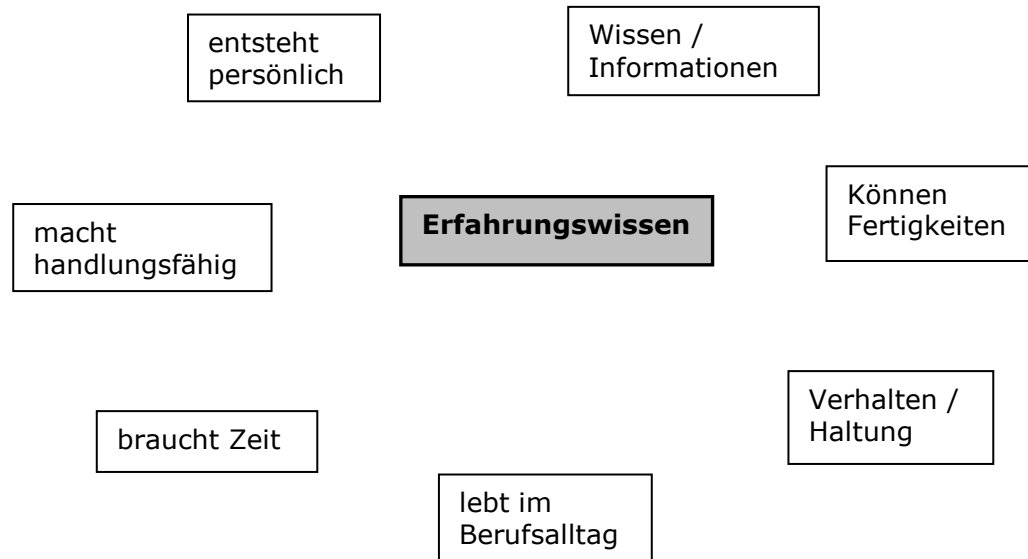 entsteht
persönlich
Wissen /
Informationen
Können
Fertigkeiten
macht
handlungsfähig
Erfahrungswissen
Verhalten /
Haltung
braucht Zeit
lebt im
Berufsalltag